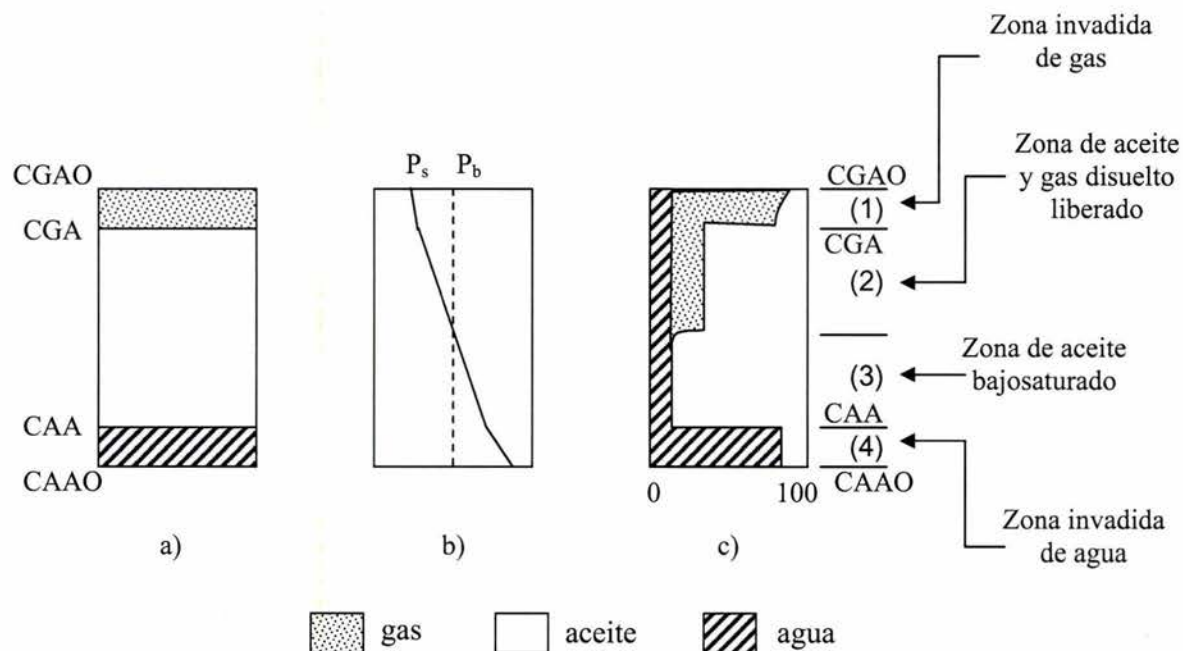 Zona invadida
de gas
Zona de aceite
y gas disuelto
liberado
Zona de aceite
bajosaturado
Zona invadida
de agua
CGAO
CGA
CAA
CAAO
a)
P_s
P_b
b)
CGAO
(1)
CGA
(2)
(3)
CAA
(4)
CAAO
0
100
c)
gas
aceite
agua